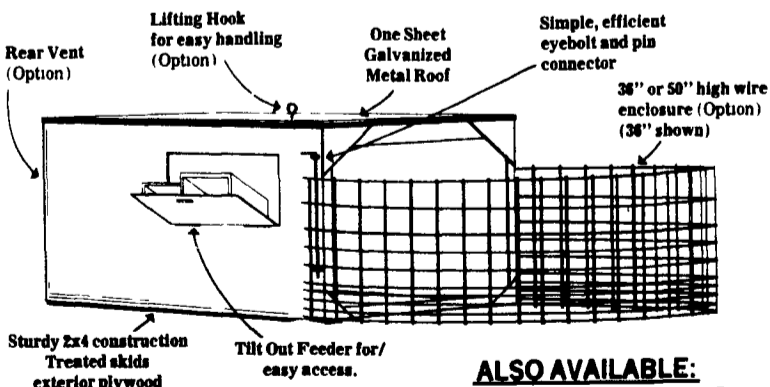 Lifting Hook
for easy handling
(Option)
Rear Vent
(Option)
One Sheet
Galvanized
Metal Roof
Simple, efficient
eyebolt and pin
connector
36" or 50" high wire
enclosure (Option)
(36" shown)
Sturdy 2x4 construction
Treated skids
exterior plywood
Tilt Out Feeder for/
easy access.
ALSO AVAILABLE: